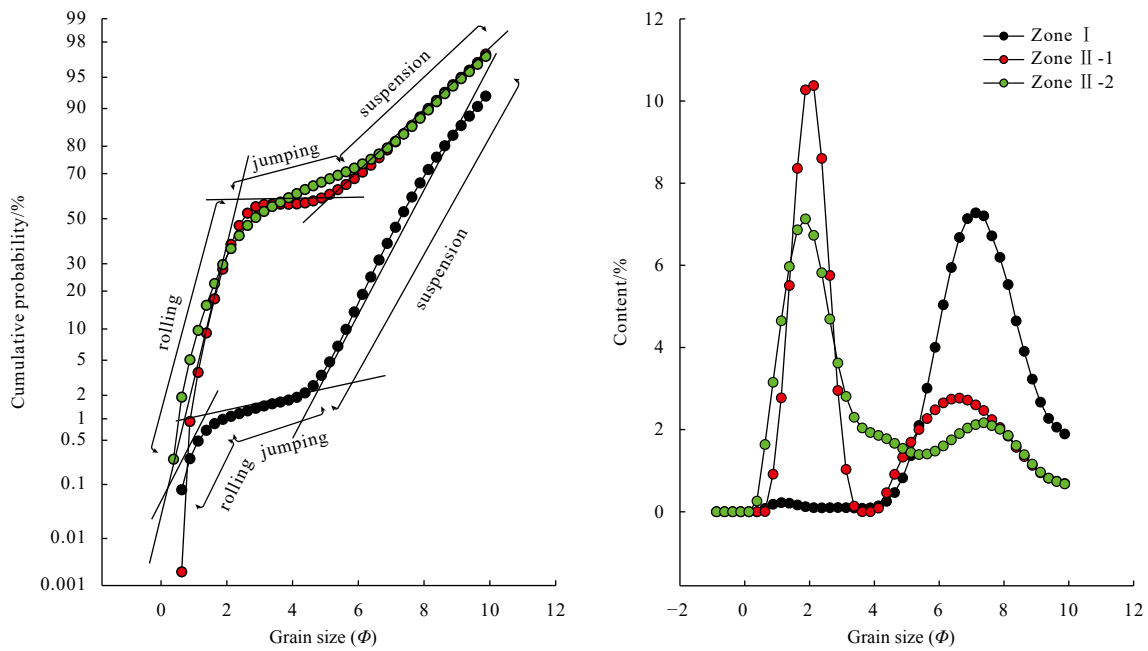 99
98
95
90
80
70
50
30
20
10
5
2
1
0.5
0.1
0.01
0.001
Cumulative probability/%
0 2 4 6 8 10 12
Grain size (Φ)
rolling
jumping
suspension
rolling
jumping
suspension
12
10
8
6
4
2
0
Content/%
−2 0 2 4 6 8 10 12
Grain size (Φ)
Zone Ⅰ
Zone Ⅱ-1
Zone Ⅱ-2